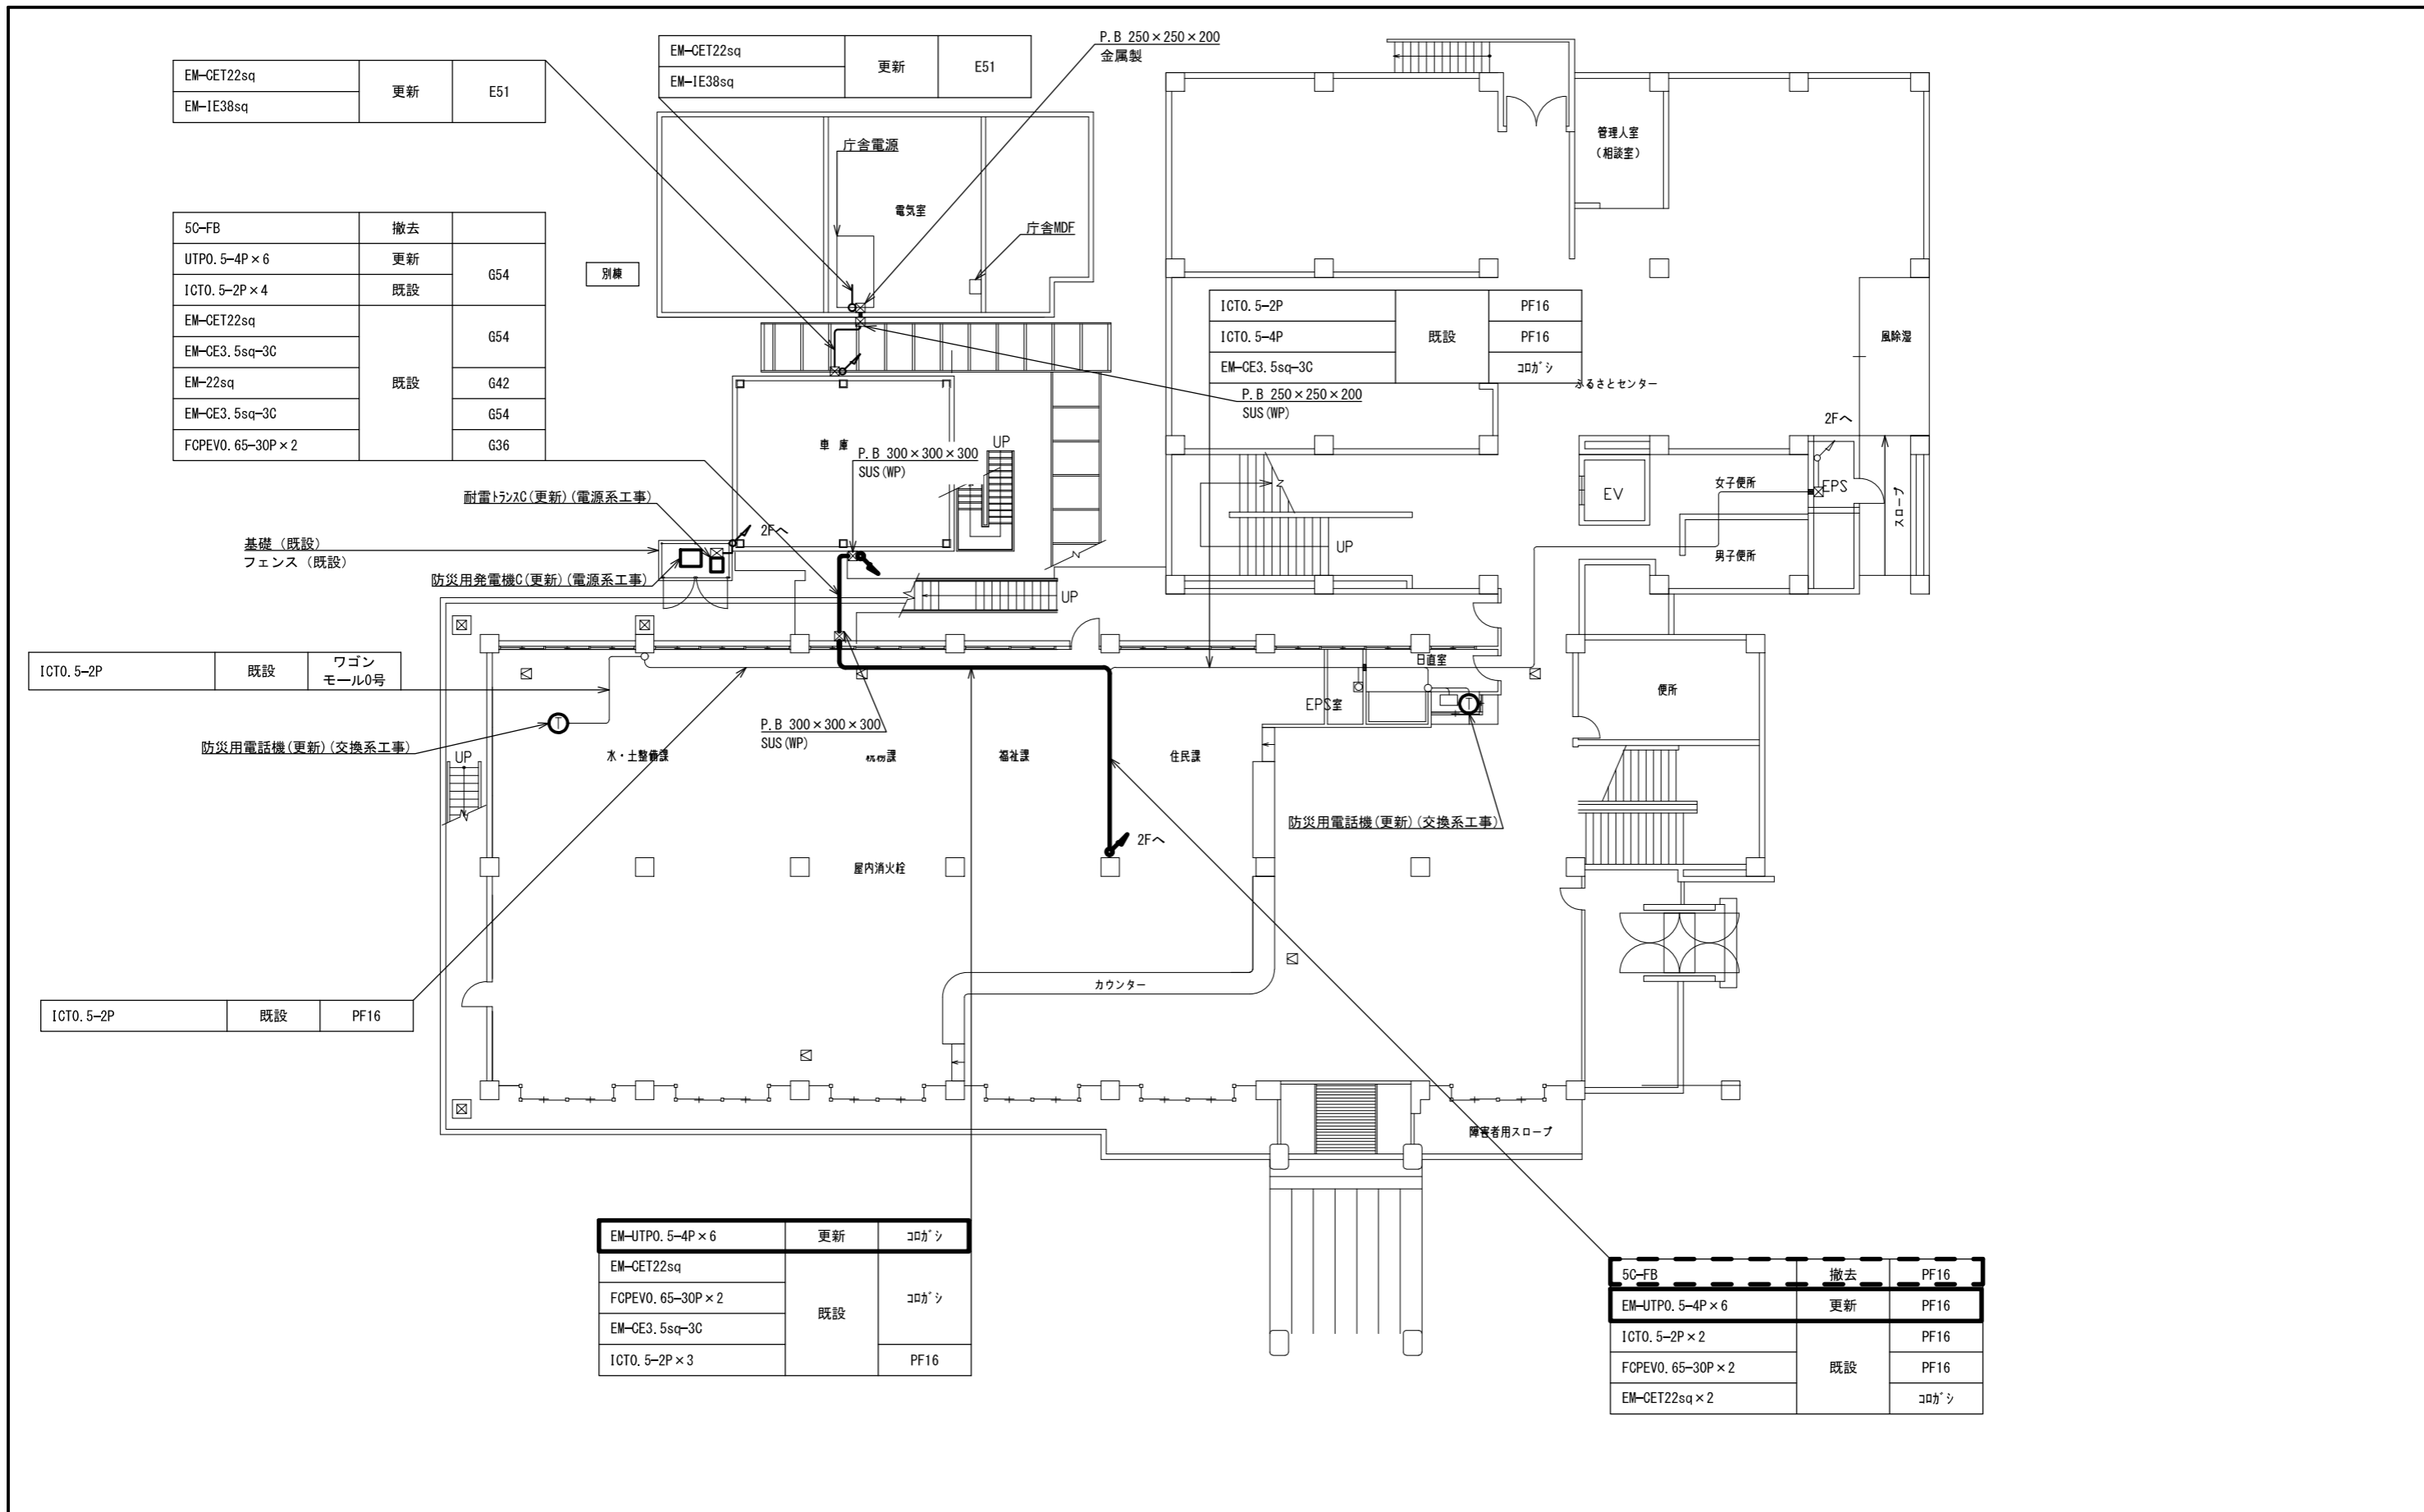 EM-CET22sq 更新 E51
EM-IE38sq
EM-CET22sq 更新 E51
EM-IE38sq
P.B 250×250×200
金属製
管理人室
(相談室)
庁舎電源
電気室
庁舎MDF
別棟
5C-FB 撤去
UTP0.5-4P×6 更新 G54
ICT0.5-2P×4 既設
EM-CET22sq 既設 G54
EM-CE3.5sq-3C
EM-22sq G42
EM-CE3.5sq-3C G54
FCPEV0.65-30P×2 G36
ICT0.5-2P 既設 PF16
ICT0.5-4P PF16
EM-CE3.5sq-3C ｺﾛｶﾞｼ
風除湿
ふるさとセンター
P.B 250×250×200
SUS(WP)
2Fへ
車 庫
UP
P.B 300×300×300
SUS(WP)
EV
女子便所
EPS
スロープ
耐雷ﾄﾗﾝｽC(更新)(電源系工事)
2Fへ
基礎 (既設)
フェンス (既設)
UP
男子便所
防災用発電機C(更新)(電源系工事)
UP
ICT0.5-2P 既設 ワゴン
モール0号
日直室
便所
EPS室
T
T
P.B 300×300×300
SUS(WP)
防災用電話機(更新)(交換系工事)
UP
水・土整備課
福祉課
住民課
防災用電話機(更新)(交換系工事)
2Fへ
屋内消火栓
カウンター
ICT0.5-2P 既設 PF16
障害者用スロープ
EM-UTP0.5-4P×6 更新 ｺﾛｶﾞｼ
EM-CET22sq 既設 ｺﾛｶﾞｼ
FCPEV0.65-30P×2
EM-CE3.5sq-3C
ICT0.5-2P×3 PF16
5C-FB 撤去 PF16
EM-UTP0.5-4P×6 更新 PF16
ICT0.5-2P×2 既設 PF16
FCPEV0.65-30P×2 PF16
EM-CET22sq×2 ｺﾛｶﾞｼ